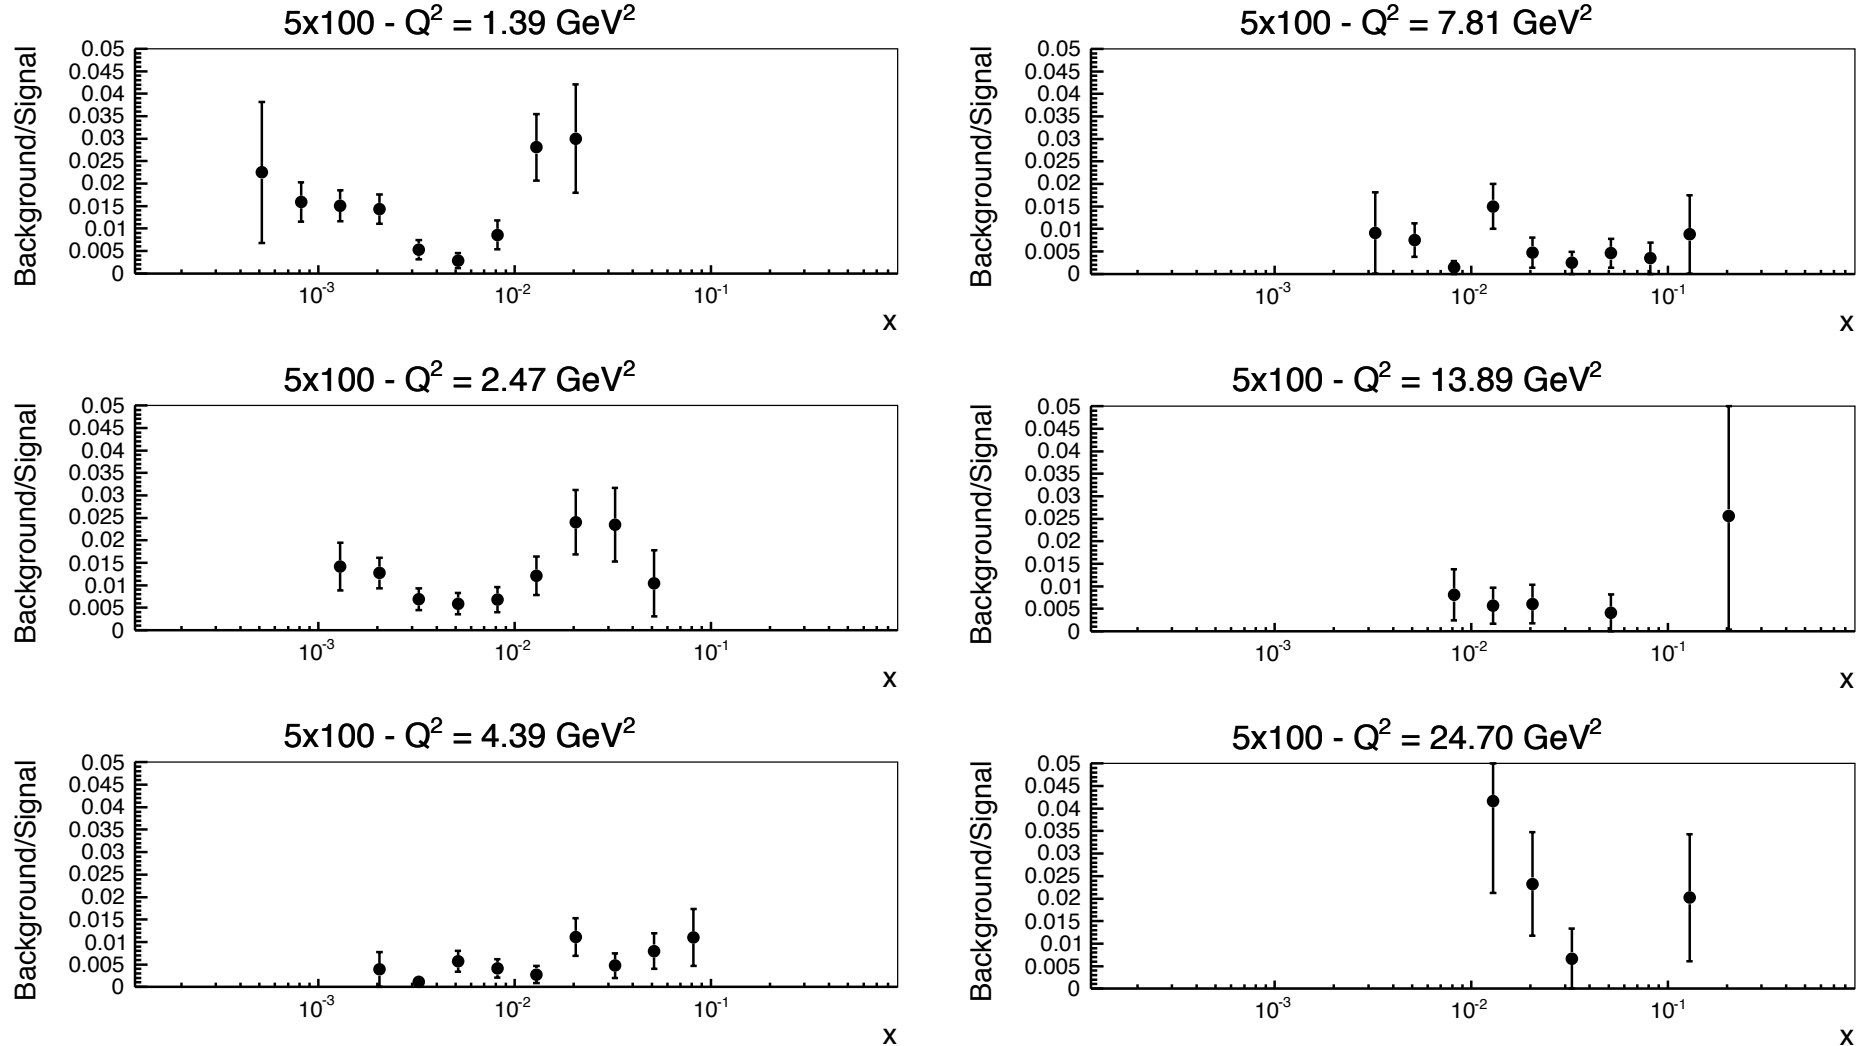 5x100 - Q² = 1.39 GeV²
Background/Signal
0.05
0.045
0.04
0.035
0.03
0.025
0.02
0.015
0.01
0.005
0
10⁻³ 10⁻² 10⁻¹
x
5x100 - Q² = 2.47 GeV²
Background/Signal
0.05
0.045
0.04
0.035
0.03
0.025
0.02
0.015
0.01
0.005
0
10⁻³ 10⁻² 10⁻¹
x
5x100 - Q² = 4.39 GeV²
Background/Signal
0.05
0.045
0.04
0.035
0.03
0.025
0.02
0.015
0.01
0.005
0
10⁻³ 10⁻² 10⁻¹
x
5x100 - Q² = 7.81 GeV²
Background/Signal
0.05
0.045
0.04
0.035
0.03
0.025
0.02
0.015
0.01
0.005
0
10⁻³ 10⁻² 10⁻¹
x
5x100 - Q² = 13.89 GeV²
Background/Signal
0.05
0.045
0.04
0.035
0.03
0.025
0.02
0.015
0.01
0.005
0
10⁻³ 10⁻² 10⁻¹
x
5x100 - Q² = 24.70 GeV²
Background/Signal
0.05
0.045
0.04
0.035
0.03
0.025
0.02
0.015
0.01
0.005
0
10⁻³ 10⁻² 10⁻¹
x